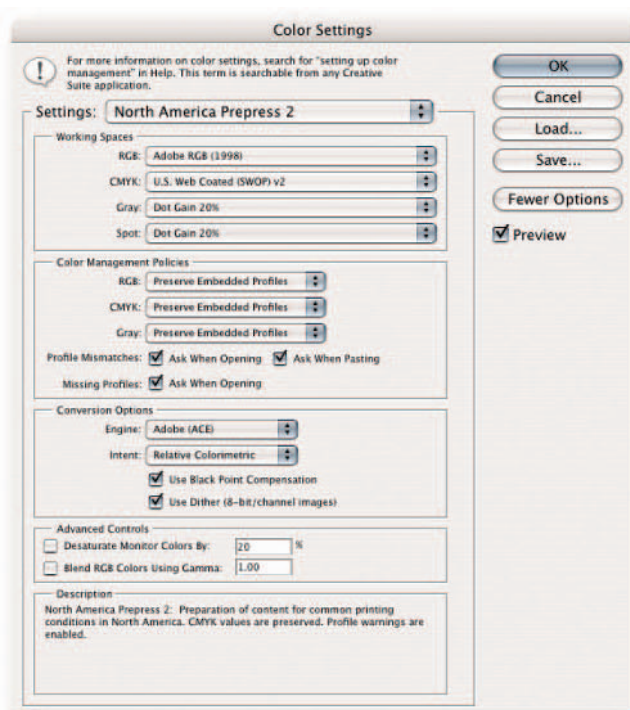 Color Settings
For more information on color settings, search for "setting up color
management" in Help. This term is searchable from any Creative
Suite application.
OK
Cancel
Load...
Save...
Fewer Options
Preview
Settings: North America Prepress 2
Working Spaces
RGB: Adobe RGB (1998)
CMYK: U.S. Web Coated (SWOP) v2
Gray: Dot Gain 20%
Spot: Dot Gain 20%
Color Management Policies
RGB: Preserve Embedded Profiles
CMYK: Preserve Embedded Profiles
Gray: Preserve Embedded Profiles
Profile Mismatches: Ask When Opening Ask When Pasting
Missing Profiles: Ask When Opening
Conversion Options
Engine: Adobe (ACE)
Intent: Relative Colorimetric
Use Black Point Compensation
Use Dither (8-bit/channel images)
Advanced Controls
Desaturate Monitor Colors By: 20 %
Blend RGB Colors Using Gamma: 1.00
Description
North America Prepress 2: Preparation of content for common printing
conditions in North America. CMYK values are preserved. Profile warnings are
enabled.